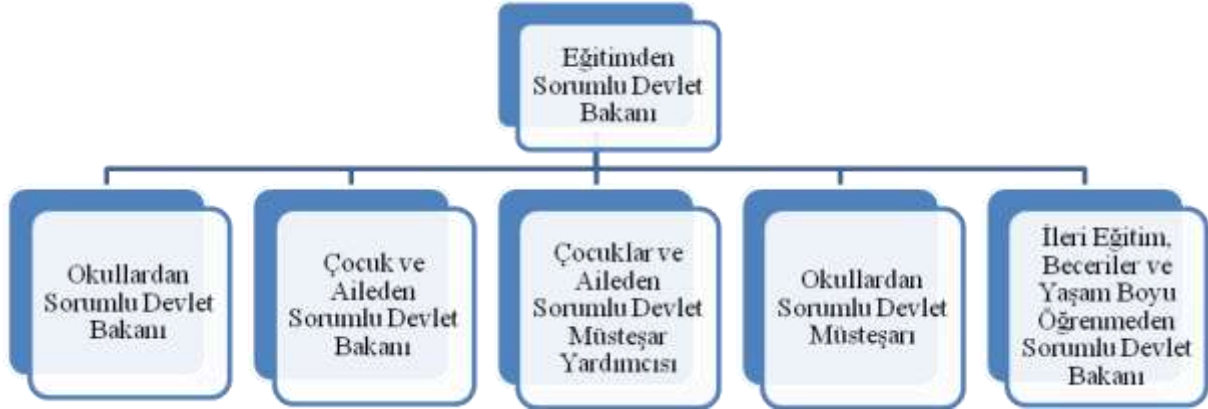 Eğitimden
Sorumlu Devlet
Bakanı
Okullardan
Sorumlu Devlet
Bakanı
Çocuk ve
Aileden
Sorumlu Devlet
Bakanı
Çocuklar ve
Aileden
Sorumlu Devlet
Müsteşar
Yardımcısı
Okullardan
Sorumlu Devlet
Müsteşarı
İleri Eğitim,
Beceriler ve
Yaşam Boyu
Öğrenmeden
Sorumlu Devlet
Bakanı